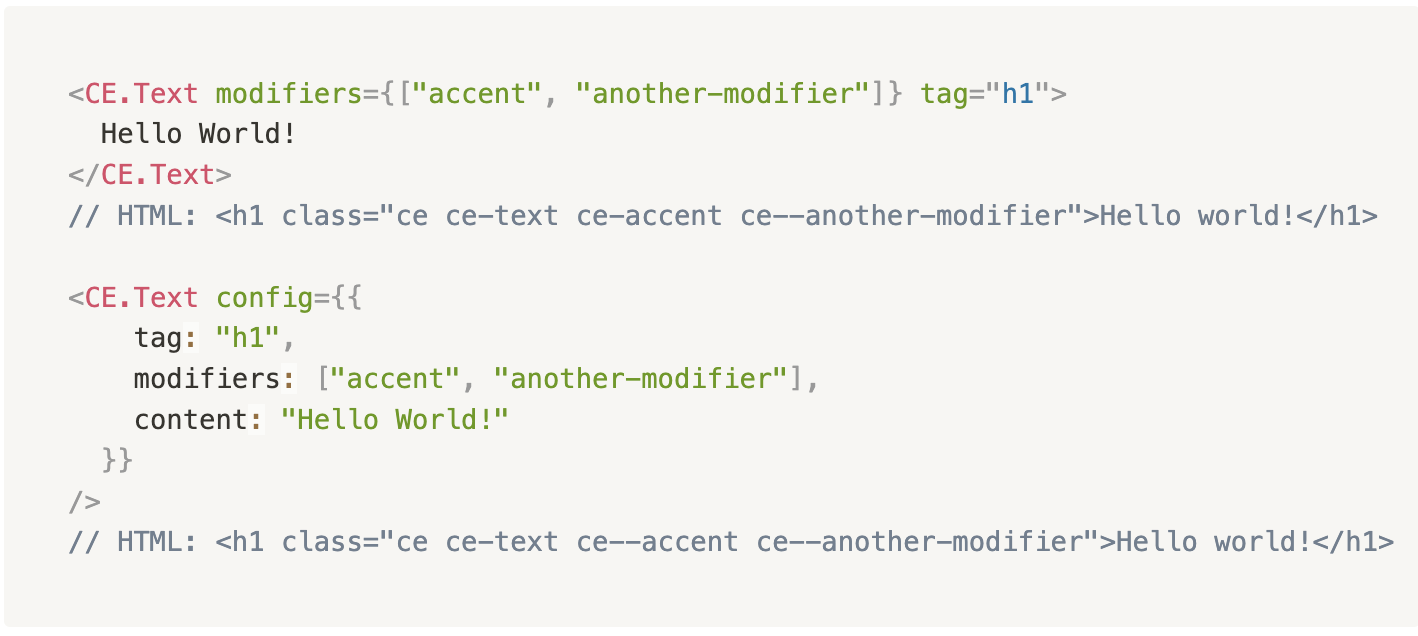 <CE.Text modifiers={["accent", "another-modifier"]} tag="h1">
  Hello World!
</CE.Text>
// HTML: <h1 class="ce ce-text ce-accent ce--another-modifier">Hello world!</h1>

<CE.Text config={{
    tag: "h1",
    modifiers: ["accent", "another-modifier"],
    content: "Hello World!"
  }}
/>
// HTML: <h1 class="ce ce-text ce--accent ce--another-modifier">Hello world!</h1>